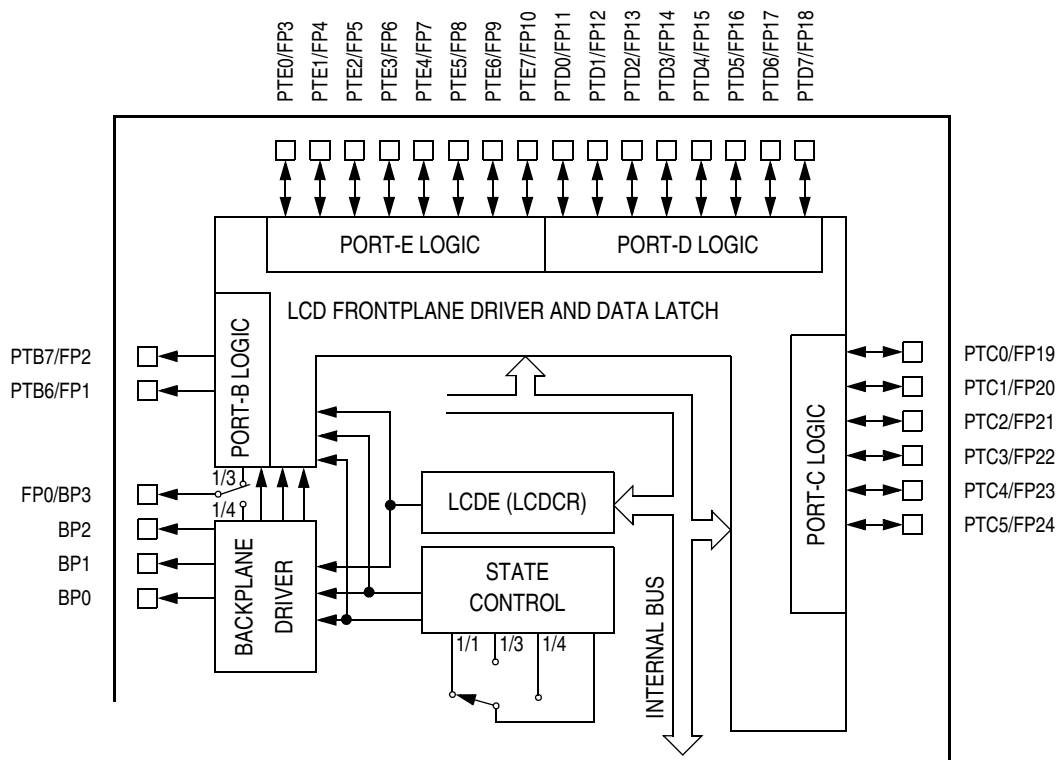 PTE0/FP3
PTE1/FP4
PTE2/FP5
PTE3/FP6
PTE4/FP7
PTE5/FP8
PTE6/FP9
PTE7/FP10
PTD0/FP11
PTD1/FP12
PTD2/FP13
PTD3/FP14
PTD4/FP15
PTD5/FP16
PTD6/FP17
PTD7/FP18
PORT-E LOGIC
PORT-D LOGIC
LCD FRONTPLANE DRIVER AND DATA LATCH
PORT-B LOGIC
PTB7/FP2
PTB6/FP1
FP0/BP3
BP2
BP1
BP0
1/3
1/4
BACKPLANE
DRIVER
LCDE (LCDCR)
STATE
CONTROL
1/1
1/3
1/4
INTERNAL BUS
PORT-C LOGIC
PTC0/FP19
PTC1/FP20
PTC2/FP21
PTC3/FP22
PTC4/FP23
PTC5/FP24